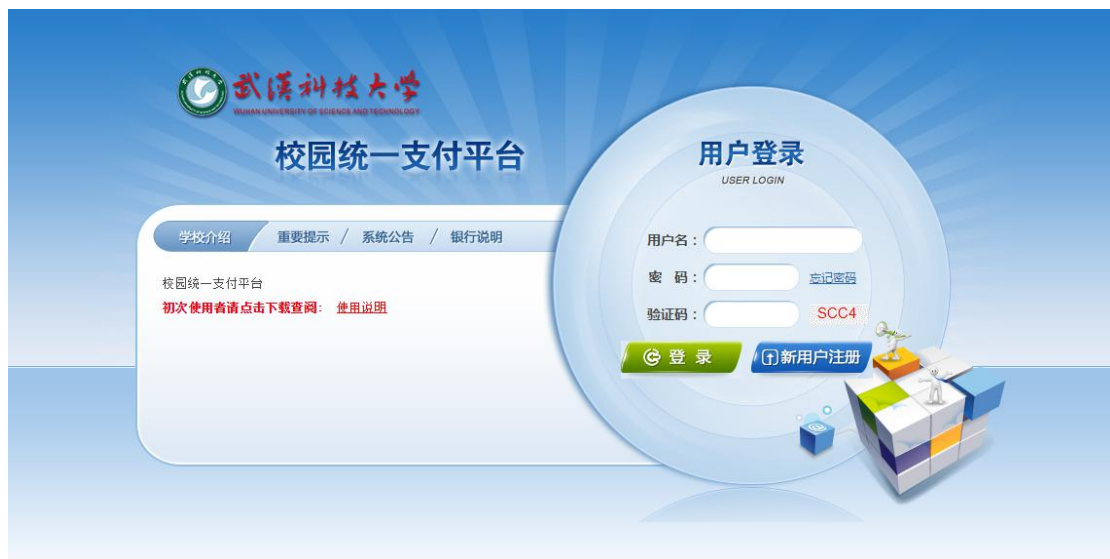 武汉科技大学
WUHAN UNIVERSITY OF SCIENCE AND TECHNOLOGY
校园统一支付平台
学校介绍 / 重要提示 / 系统公告 / 银行说明
校园统一支付平台
初次使用者请点击下载查阅： 使用说明
用户登录
USER LOGIN
用户名：
密 码： 忘记密码
验证码： SCC4
登 录 新用户注册